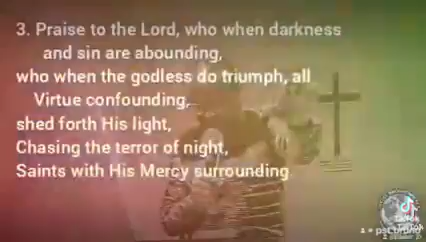 3. Praise to the Lord, who when darkness
and sin are abounding,
who when the godless do triumph, all
Virtue confounding,
shed forth His light,
Chasing the terror of night,
Saints with His Mercy surrounding.
TikTok